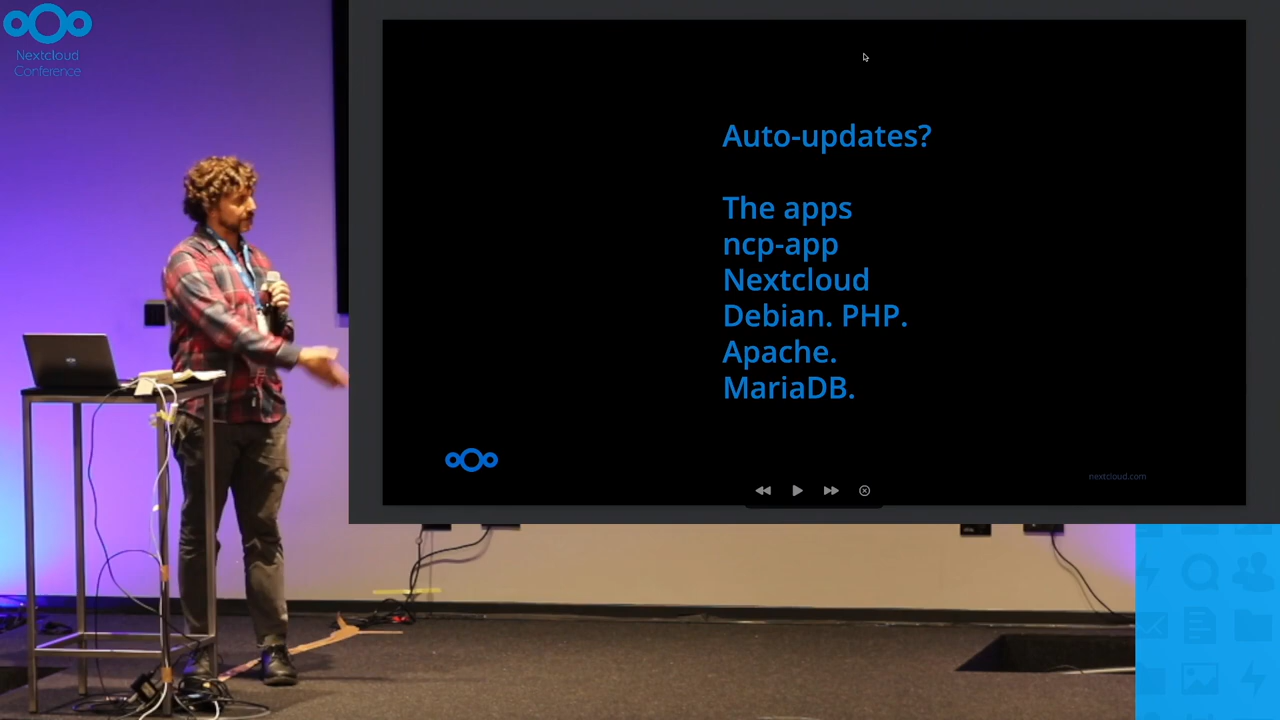 Nextcloud
Conference
Auto-updates?
The apps
ncp-app
Nextcloud
Debian. PHP.
Apache.
MariaDB.
nextcloud.com